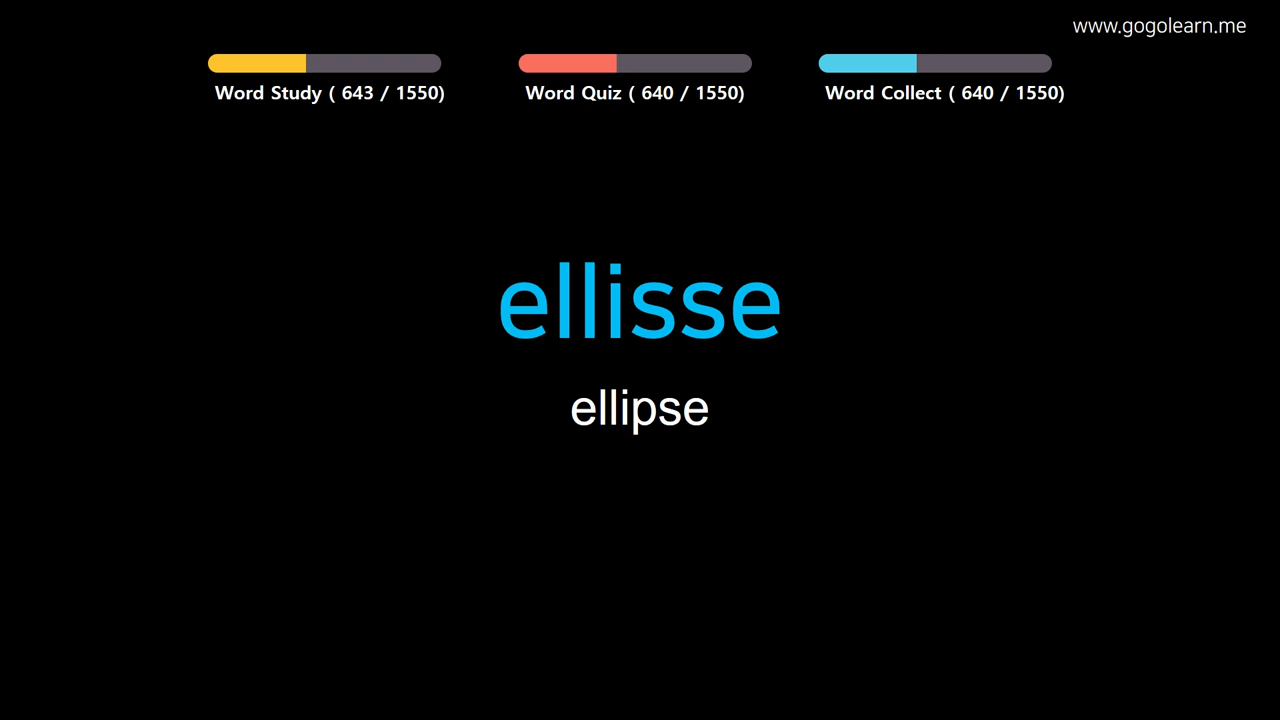 www.gogolearn.me
Word Study ( 643 / 1550)
Word Quiz ( 640 / 1550)
Word Collect ( 640 / 1550)
ellisse
ellipse